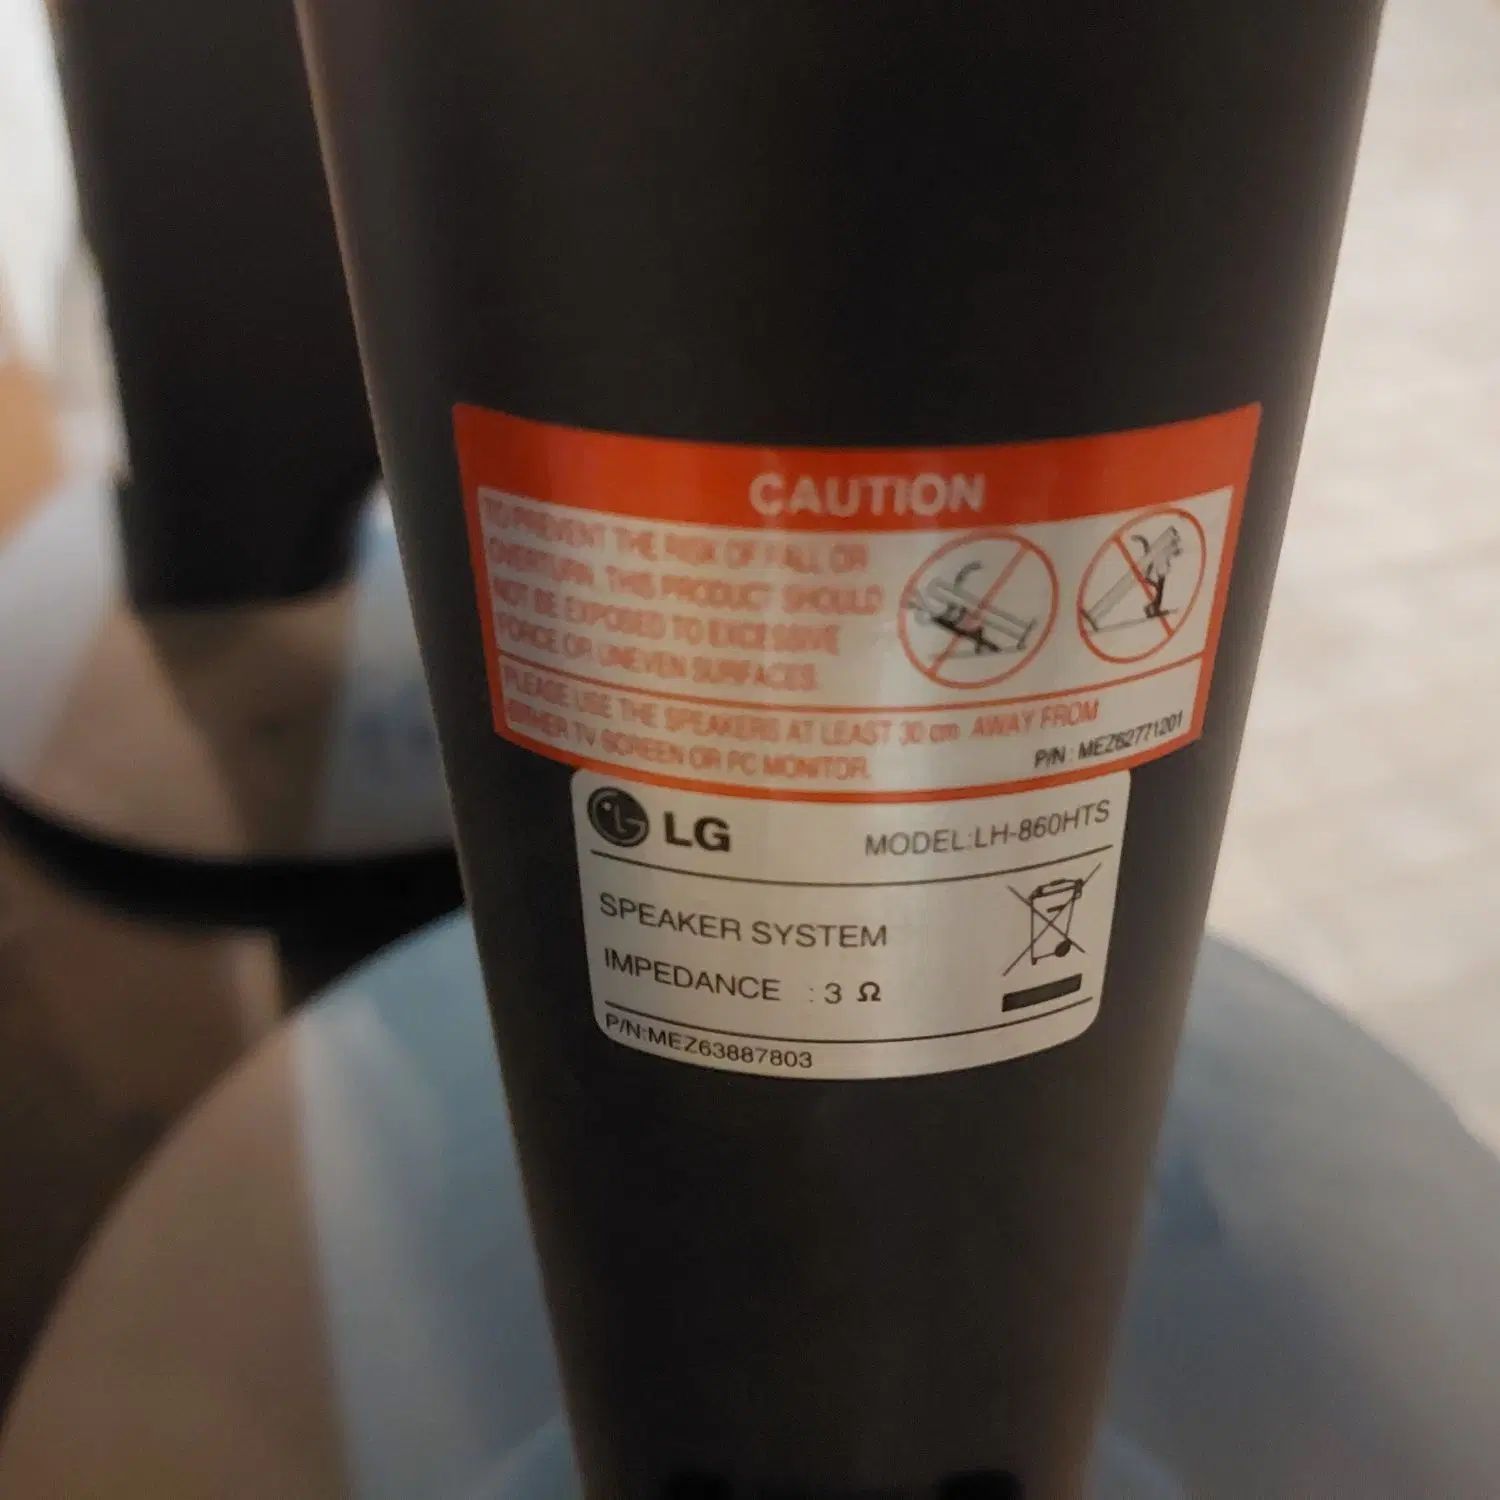 CAUTION
TO PREVENT THE RISK OF FALL OR
OVERTURN, THIS PRODUCT SHOULD
NOT BE EXPOSED TO EXCESSIVE
FORCE OR UNEVEN SURFACES.
PLEASE USE THE SPEAKERS AT LEAST 30 cm AWAY FROM
EITHER TV SCREEN OR PC MONITOR.
P/N : MEZ62771201
LG
MODEL:LH-860HTS
SPEAKER SYSTEM
IMPEDANCE : 3 Ω
P/N:MEZ63887803